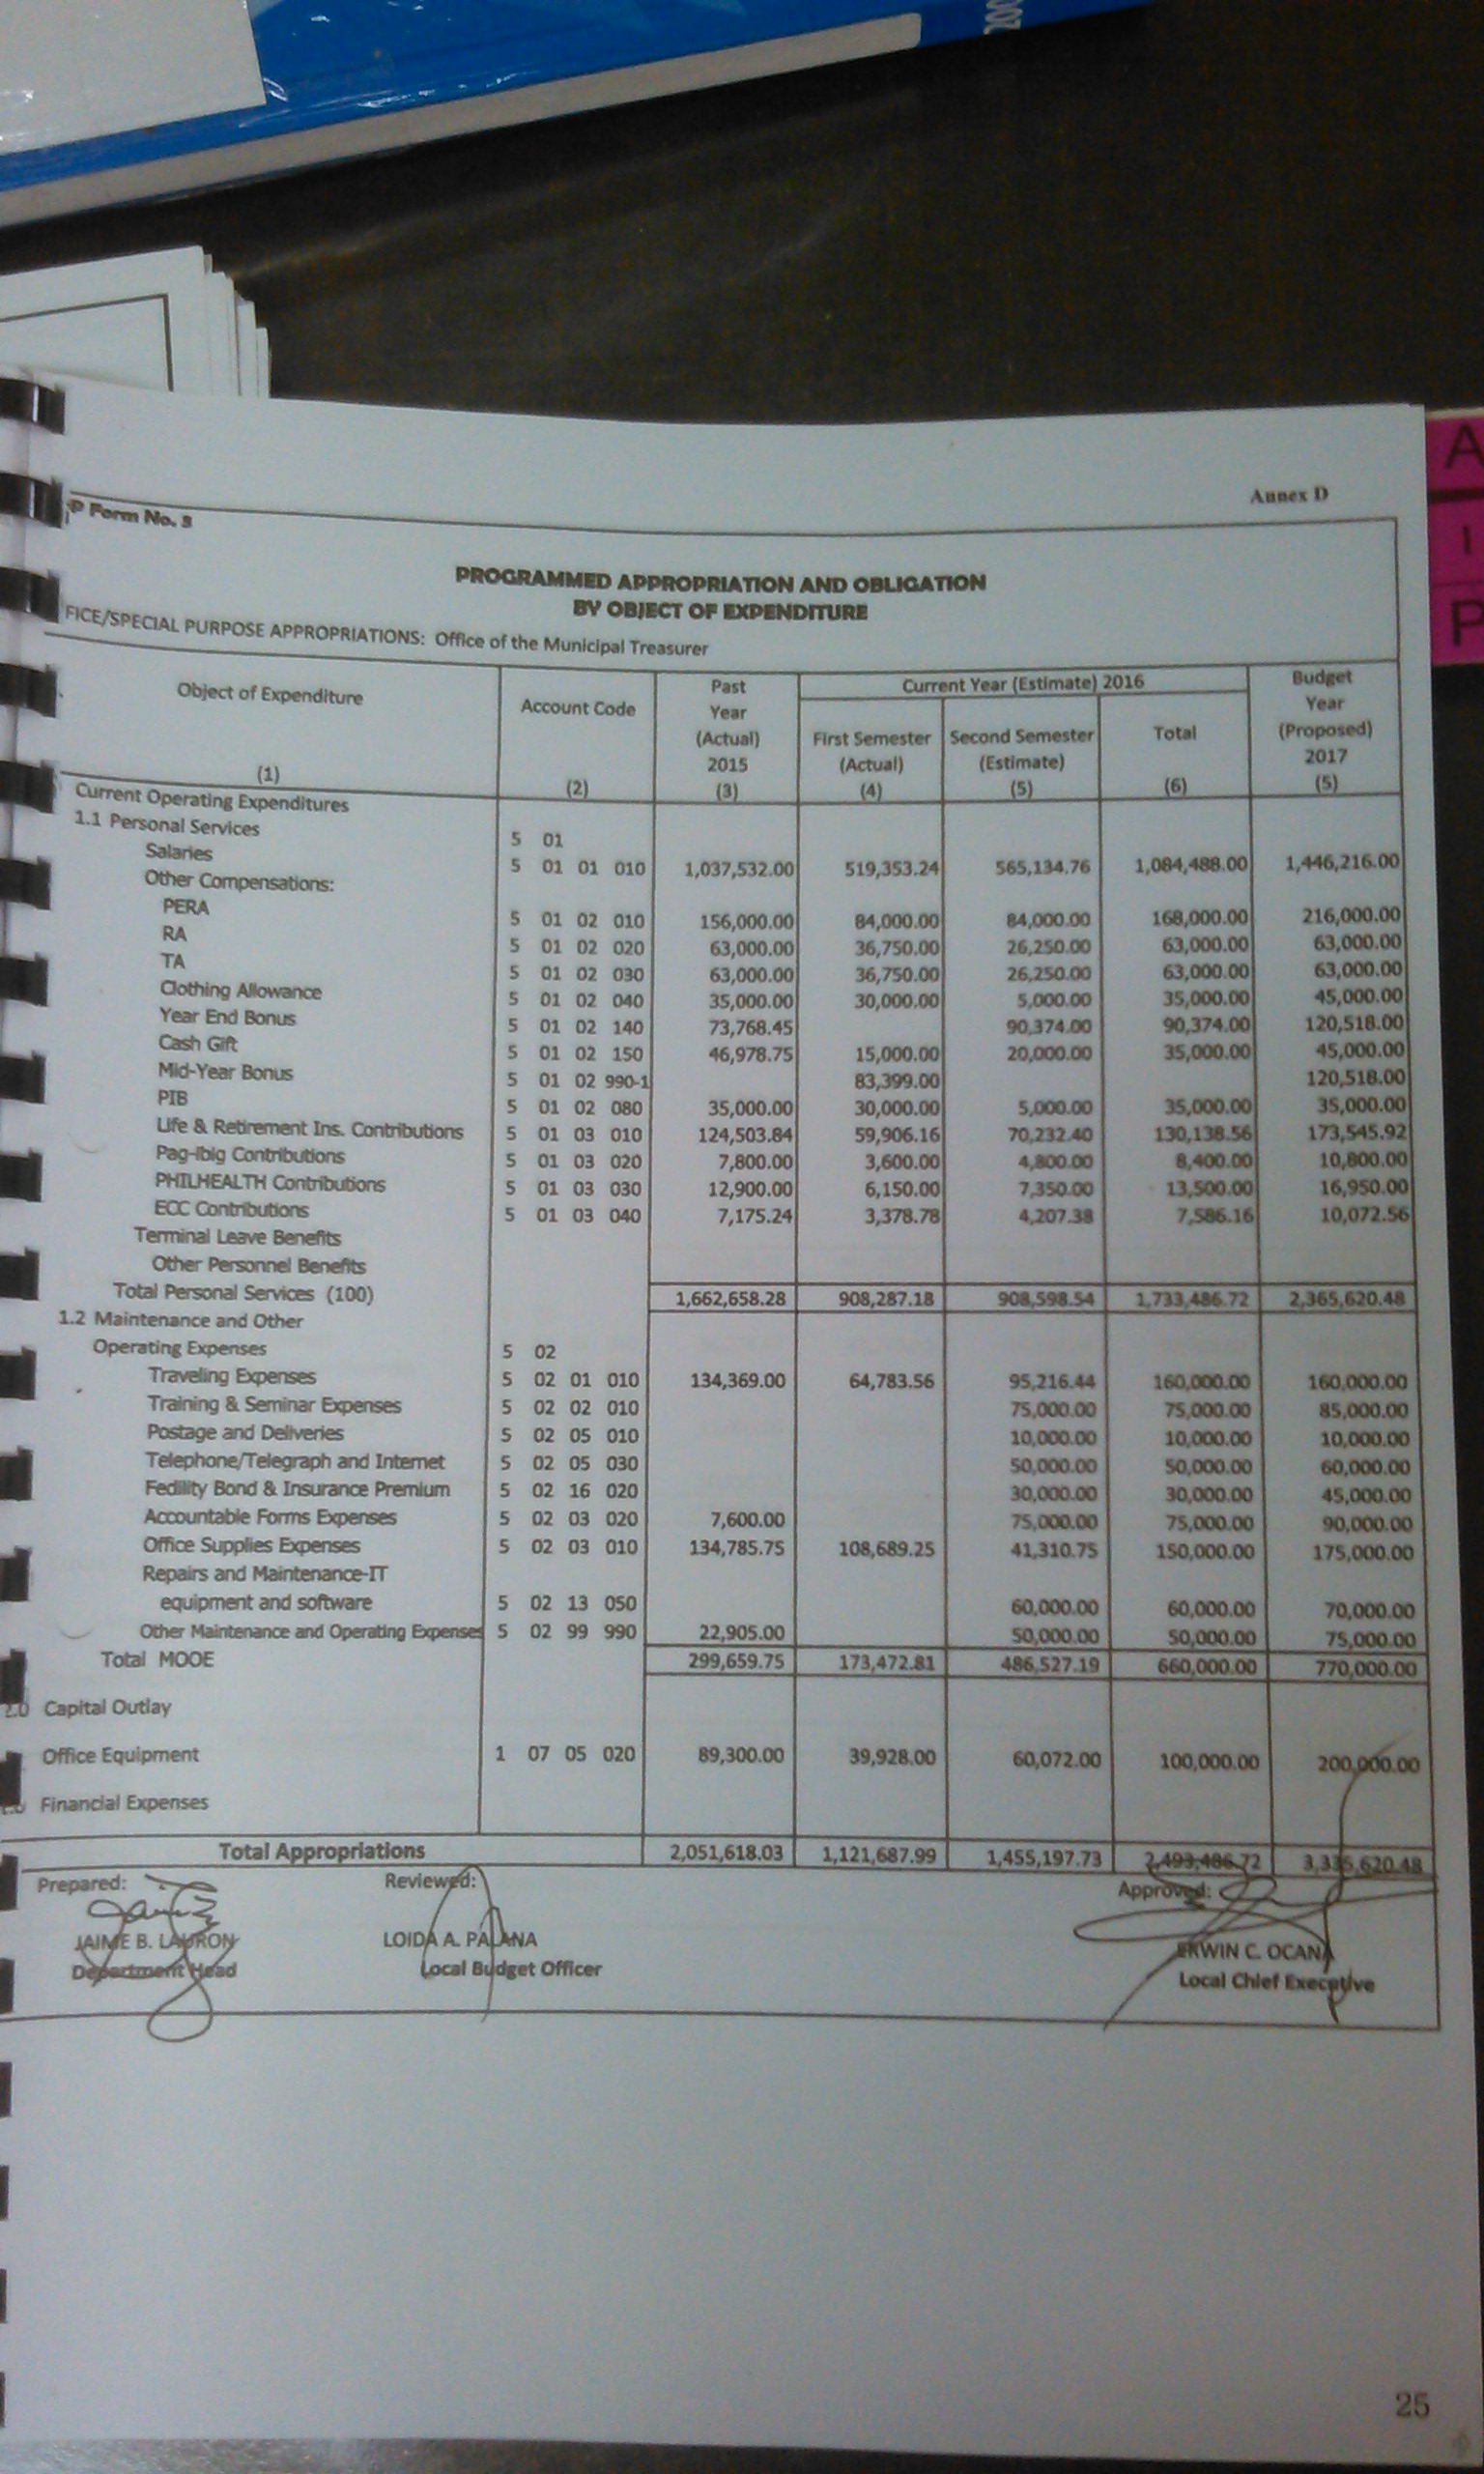 200
A
I
P
Annex D
P Form No. 3
PROGRAMMED APPROPRIATION AND OBLIGATION
BY OBJECT OF EXPENDITURE
FICE/SPECIAL PURPOSE APPROPRIATIONS: Office of the Municipal Treasurer
Object of Expenditure (1) Account Code (2) Past Year (Actual) 2015 (3) Current Year (Estimate) 2016 First Semester (Actual) (4) Second Semester (Estimate) (5) Total (6) Budget Year (Proposed) 2017 (5)
Current Operating Expenditures
1.1 Personal Services 5 01
Salaries 5 01 01 010 1,037,532.00 519,353.24 565,134.76 1,084,488.00 1,446,216.00
Other Compensations:
PERA 5 01 02 010 156,000.00 84,000.00 84,000.00 168,000.00 216,000.00
RA 5 01 02 020 63,000.00 36,750.00 26,250.00 63,000.00 63,000.00
TA 5 01 02 030 63,000.00 36,750.00 26,250.00 63,000.00 63,000.00
Clothing Allowance 5 01 02 040 35,000.00 30,000.00 5,000.00 35,000.00 45,000.00
Year End Bonus 5 01 02 140 73,768.45 90,374.00 90,374.00 120,518.00
Cash Gift 5 01 02 150 46,978.75 15,000.00 20,000.00 35,000.00 45,000.00
Mid-Year Bonus 5 01 02 990-1 83,399.00 120,518.00
PIB 5 01 02 080 35,000.00 30,000.00 5,000.00 35,000.00 35,000.00
Life & Retirement Ins. Contributions 5 01 03 010 124,503.84 59,906.16 70,232.40 130,138.56 173,545.92
Pag-ibig Contributions 5 01 03 020 7,800.00 3,600.00 4,800.00 8,400.00 10,800.00
PHILHEALTH Contributions 5 01 03 030 12,900.00 6,150.00 7,350.00 13,500.00 16,950.00
ECC Contributions 5 01 03 040 7,175.24 3,378.78 4,207.38 7,586.16 10,072.56
Terminal Leave Benefits
Other Personnel Benefits
Total Personal Services (100) 1,662,658.28 908,287.18 908,598.54 1,733,486.72 2,365,620.48
1.2 Maintenance and Other
Operating Expenses 5 02
Traveling Expenses 5 02 01 010 134,369.00 64,783.56 95,216.44 160,000.00 160,000.00
Training & Seminar Expenses 5 02 02 010 75,000.00 75,000.00 85,000.00
Postage and Deliveries 5 02 05 010 10,000.00 10,000.00 10,000.00
Telephone/Telegraph and Internet 5 02 05 030 50,000.00 50,000.00 60,000.00
Fedility Bond & Insurance Premium 5 02 16 020 30,000.00 30,000.00 45,000.00
Accountable Forms Expenses 5 02 03 020 7,600.00 75,000.00 75,000.00 90,000.00
Office Supplies Expenses 5 02 03 010 134,785.75 108,689.25 41,310.75 150,000.00 175,000.00
Repairs and Maintenance-IT
equipment and software 5 02 13 050 60,000.00 60,000.00 70,000.00
Other Maintenance and Operating Expenses 5 02 99 990 22,905.00 50,000.00 50,000.00 75,000.00
Total MOOE 299,659.75 173,472.81 486,527.19 660,000.00 770,000.00
2.0 Capital Outlay
Office Equipment 1 07 05 020 89,300.00 39,928.00 60,072.00 100,000.00 200,000.00
Financial Expenses
Total Appropriations 2,051,618.03 1,121,687.99 1,455,197.73 2,493,486.72 3,335,620.48
Prepared: Reviewed: Approved:
JAIME B. LAURON LOIDA A. PALANA ERWIN C. OCANA
Department Head Local Budget Officer Local Chief Executive
25